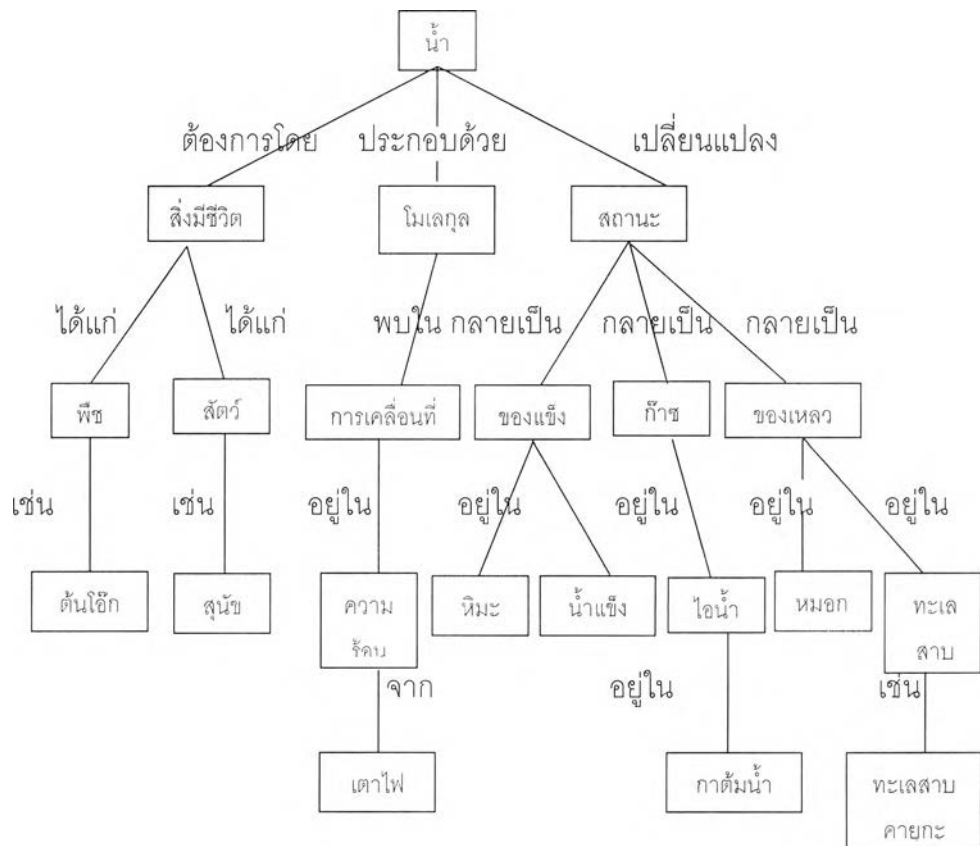 น้ำ
ต้องการโดย ประกอบด้วย เปลี่ยนแปลง
สิ่งมีชีวิต โมเลกุล สถานะ
ได้แก่ ได้แก่ พบใน กลายเป็น กลายเป็น กลายเป็น
พืช สัตว์ การเคลื่อนที่ ของแข็ง ก๊าซ ของเหลว
เช่น เช่น อยู่ใน อยู่ใน อยู่ใน อยู่ใน อยู่ใน
ต้นโอ๊ก สุนัข ความ หิมะ น้ำแข็ง ไอน้ำ หมอก ทะเล
ร้อน สาบ
จาก อยู่ใน เช่น
เตาไฟ กาต้มน้ำ ทะเลสาบ
คายุกะ